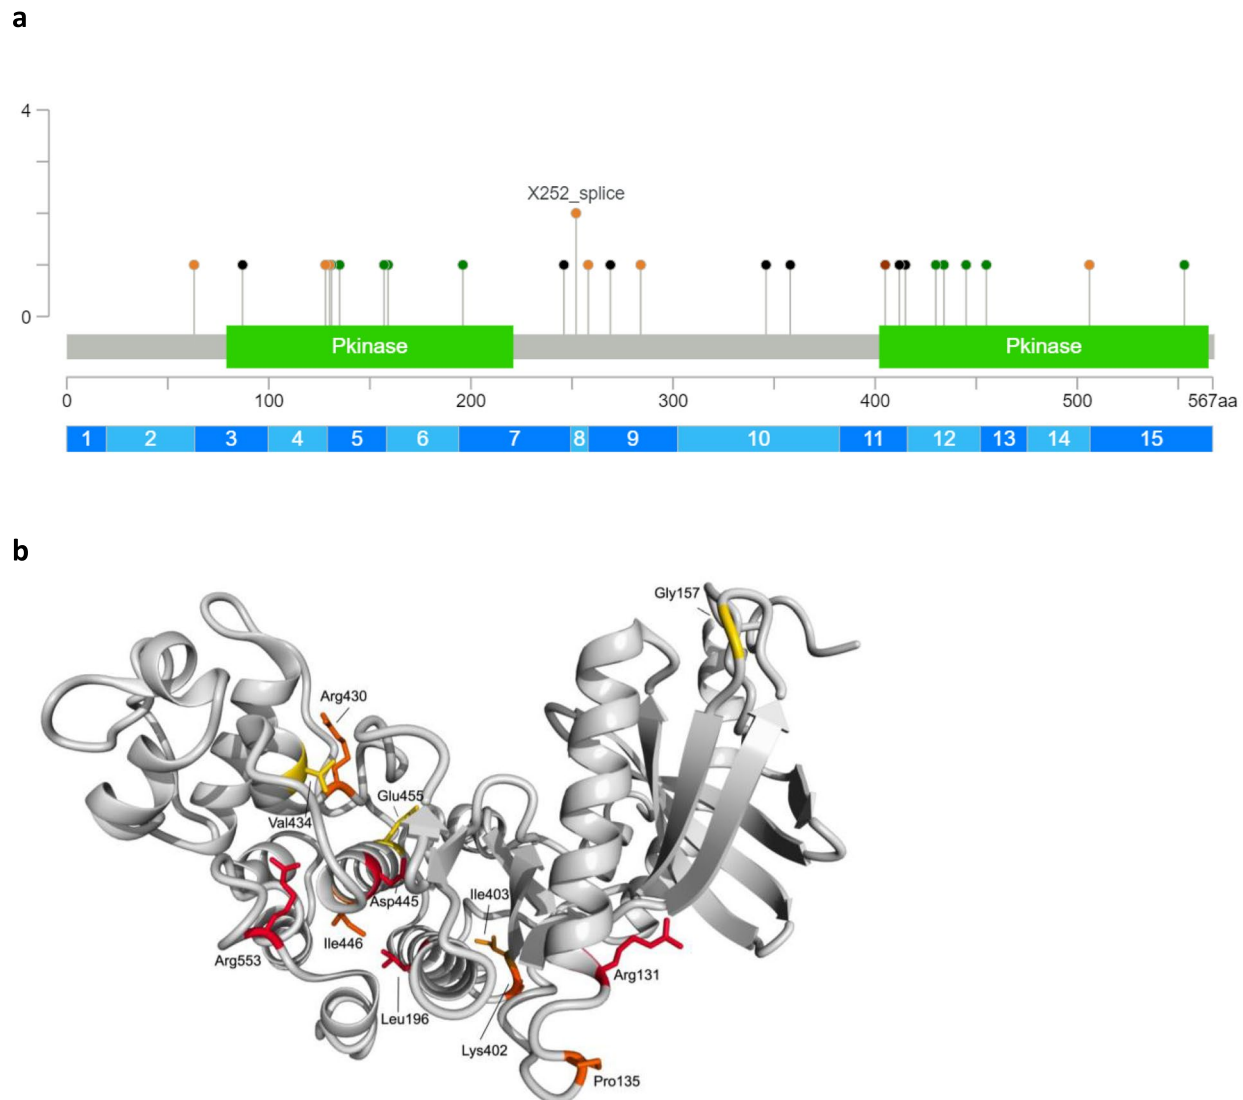 a
4
X252_splice
0
Pkinase Pkinase
0 100 200 300 400 500 567aa
1 2 3 4 5 6 7 8 9 10 11 12 13 14 15
b
Gly157
Arg430
Glu455
Val434
Ile403
Asp445
Ile446
Arg553
Arg131
Leu196
Lys402
Pro135